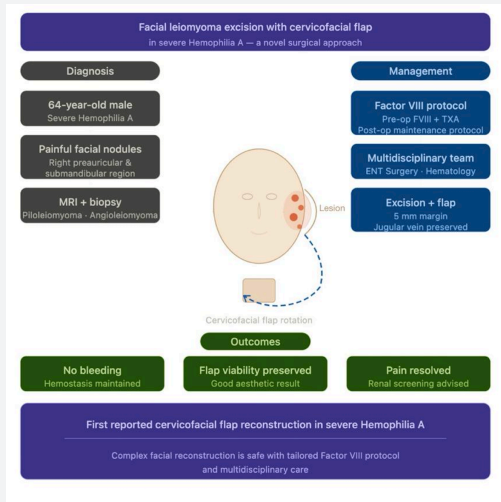 Facial leiomyoma excision with cervicofacial flap
in severe Hemophilia A — a novel surgical approach
Diagnosis
64-year-old male
Severe Hemophilia A
Painful facial nodules
Right preauricular &
submandibular region
MRI + biopsy
Piloleiomyoma · Angioleiomyoma
Management
Factor VIII protocol
Pre-op FVIII + TXA
Post-op maintenance protocol
Multidisciplinary team
ENT Surgery · Hematology
Excision + flap
5 mm margin
Jugular vein preserved
Lesion
Cervicofacial flap rotation
Outcomes
No bleeding
Hemostasis maintained
Flap viability preserved
Good aesthetic result
Pain resolved
Renal screening advised
First reported cervicofacial flap reconstruction in severe Hemophilia A
Complex facial reconstruction is safe with tailored Factor VIII protocol
and multidisciplinary care